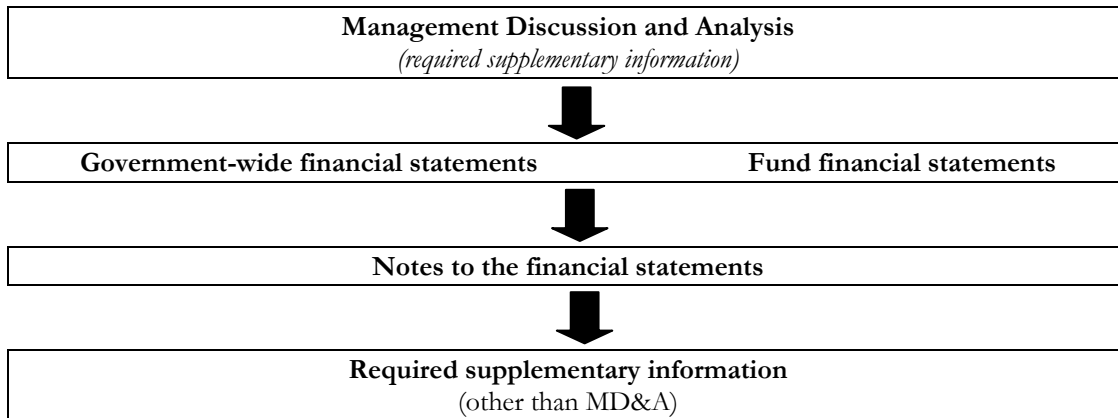 Management Discussion and Analysis
(required supplementary information)
Government-wide financial statements Fund financial statements
Notes to the financial statements
Required supplementary information
(other than MD&A)